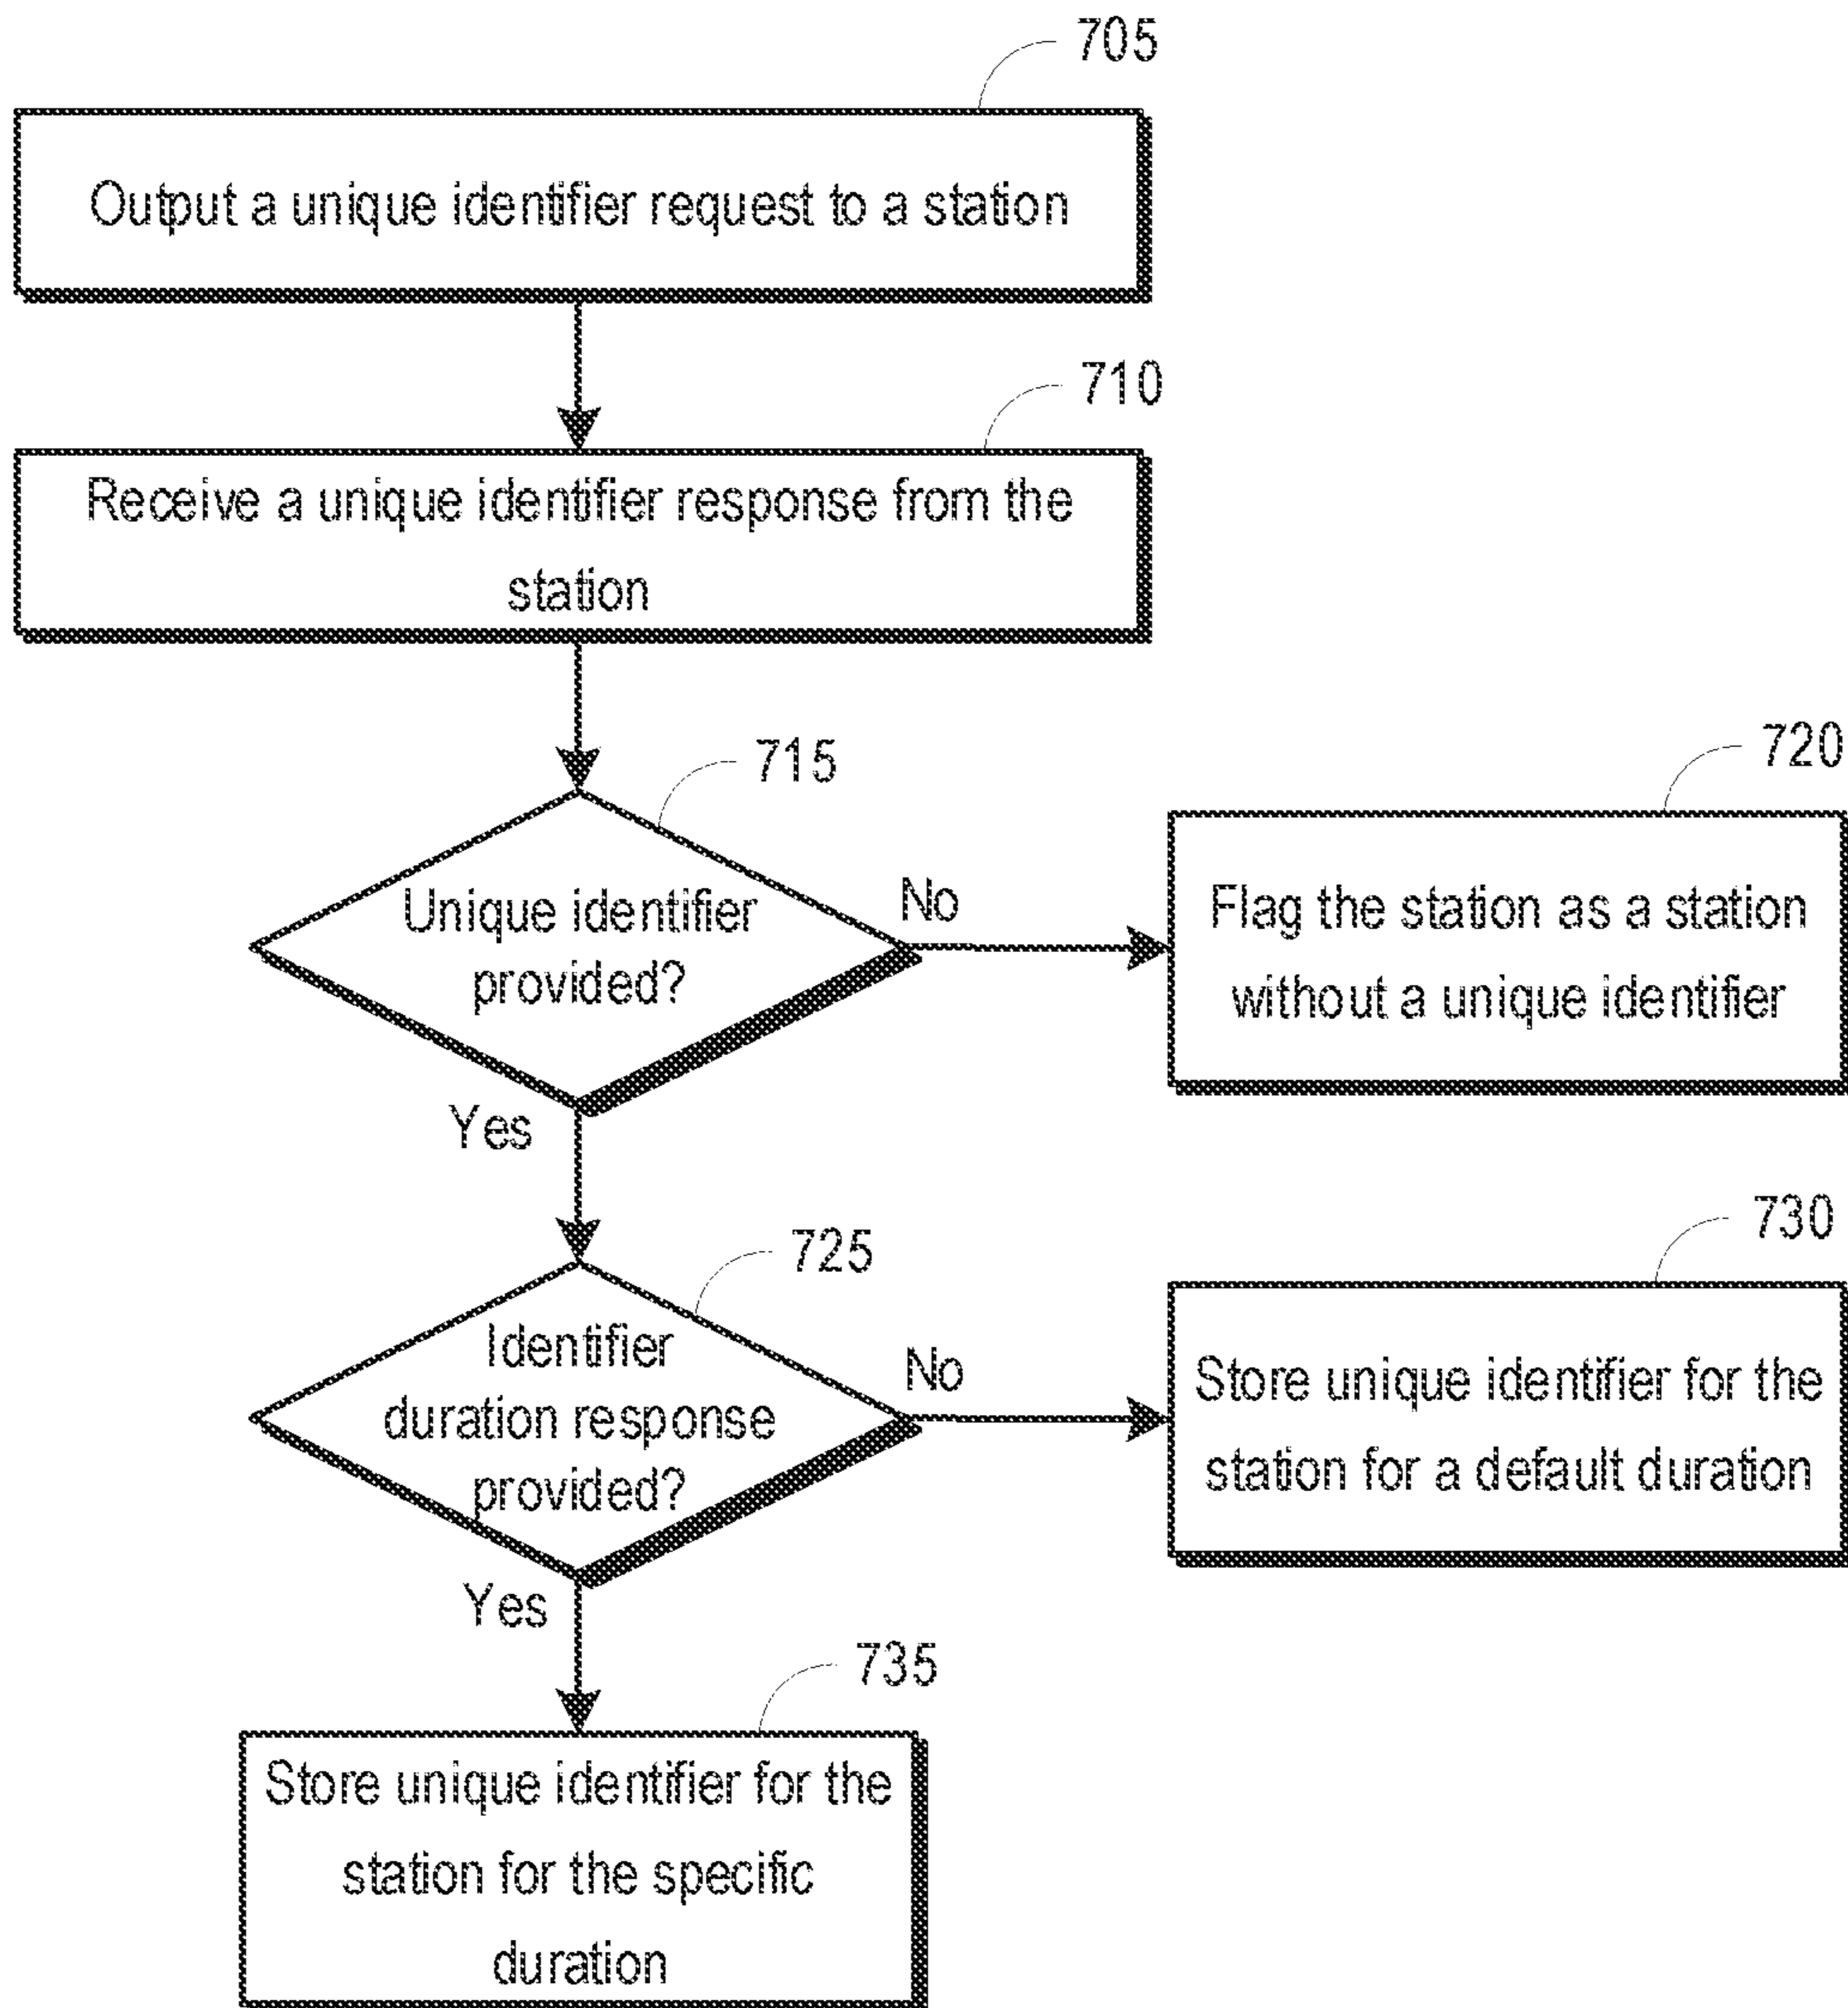 705
Output a unique identifier request to a station
710
Receive a unique identifier response from the
station
715
Unique identifier
provided?
No
720
Flag the station as a station
without a unique identifier
Yes
725
Identifier
duration response
provided?
No
730
Store unique identifier for the
station for a default duration
Yes
735
Store unique identifier for the
station for the specific
duration